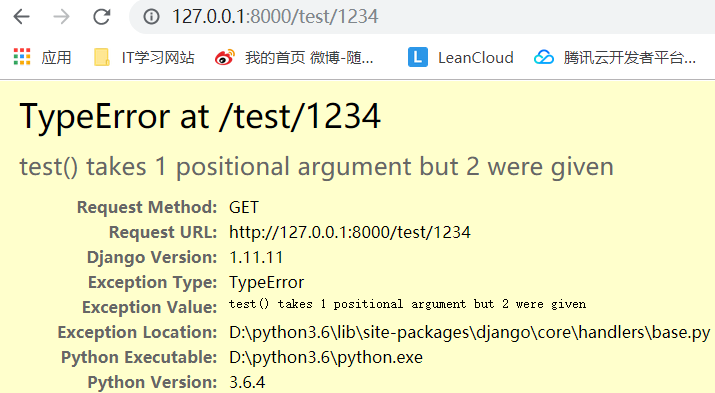 127.0.0.1:8000/test/1234
应用 IT学习网站 我的首页 微博-随... LeanCloud 腾讯云开发者平台...
TypeError at /test/1234
test() takes 1 positional argument but 2 were given
Request Method: GET
Request URL: http://127.0.0.1:8000/test/1234
Django Version: 1.11.11
Exception Type: TypeError
Exception Value: test() takes 1 positional argument but 2 were given
Exception Location: D:\python3.6\lib\site-packages\django\core\handlers\base.py
Python Executable: D:\python3.6\python.exe
Python Version: 3.6.4